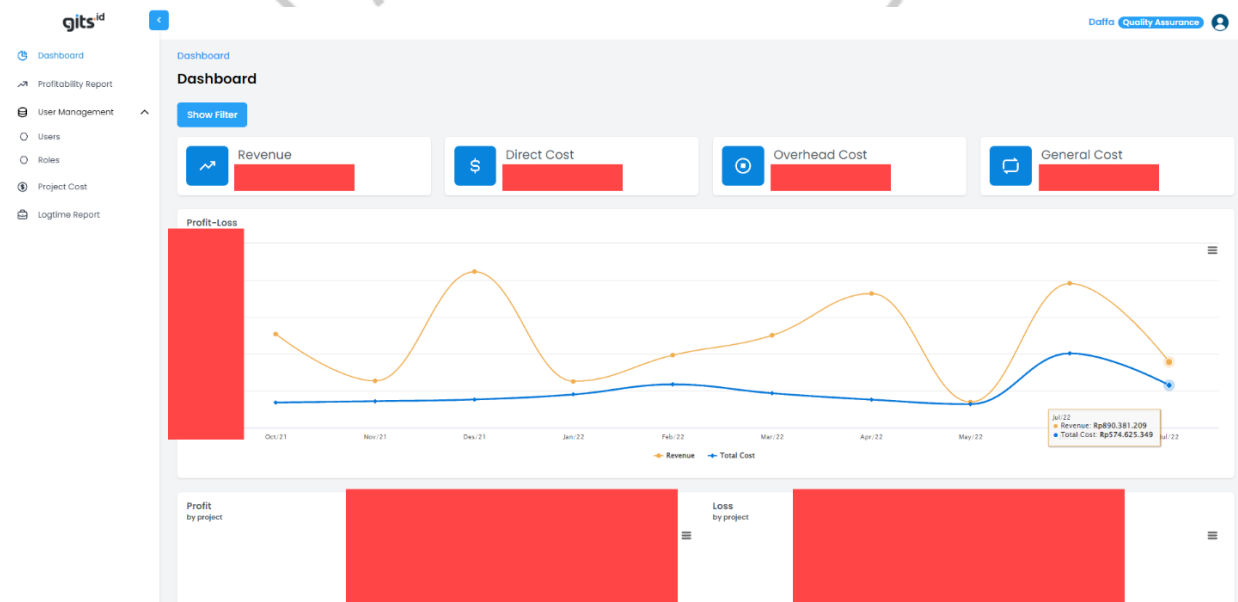 gits.id
Daffa Quality Assurance
Dashboard
Profitability Report
User Management
Users
Roles
Project Cost
Logtime Report
Dashboard
Dashboard
Show Filter
Revenue
Direct Cost
Overhead Cost
General Cost
Profit-Loss
Oct/21 Nov/21 Des/21 Jan/22 Feb/22 Mar/22 Apr/22 May/22 Jul/22
Jul/22
Revenue: Rp890.381.209
Total Cost: Rp574.625.349
Revenue Total Cost
Profit
by project
Loss
by project